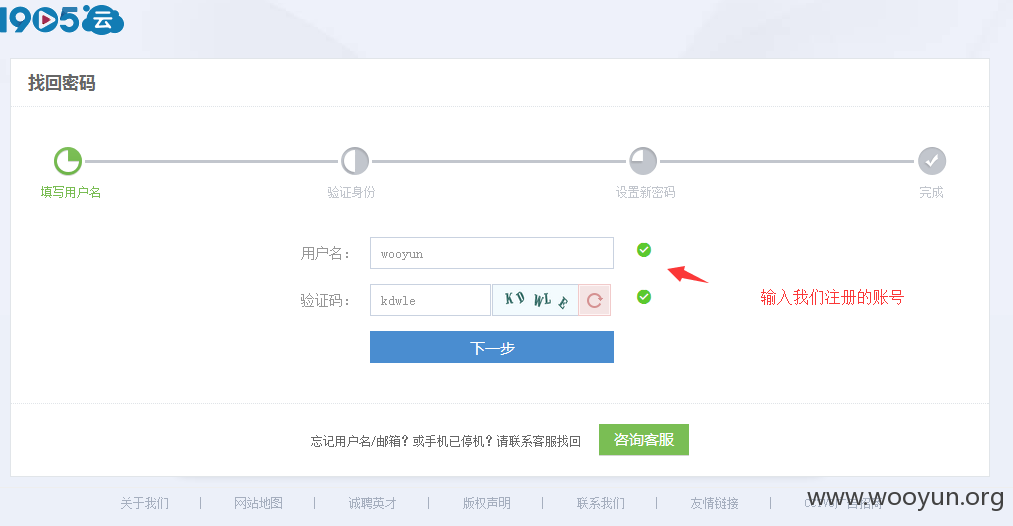 1905云
找回密码
填写用户名
验证身份
设置新密码
完成
用户名：
wooyun
验证码：
kdwle
KDWLE
输入我们注册的账号
下一步
忘记用户名/邮箱？或手机已停机？请联系客服找回
咨询客服
关于我们 | 网站地图 | 诚聘英才 | 版权声明 | 联系我们 | 友情链接 |
www.wooyun.org